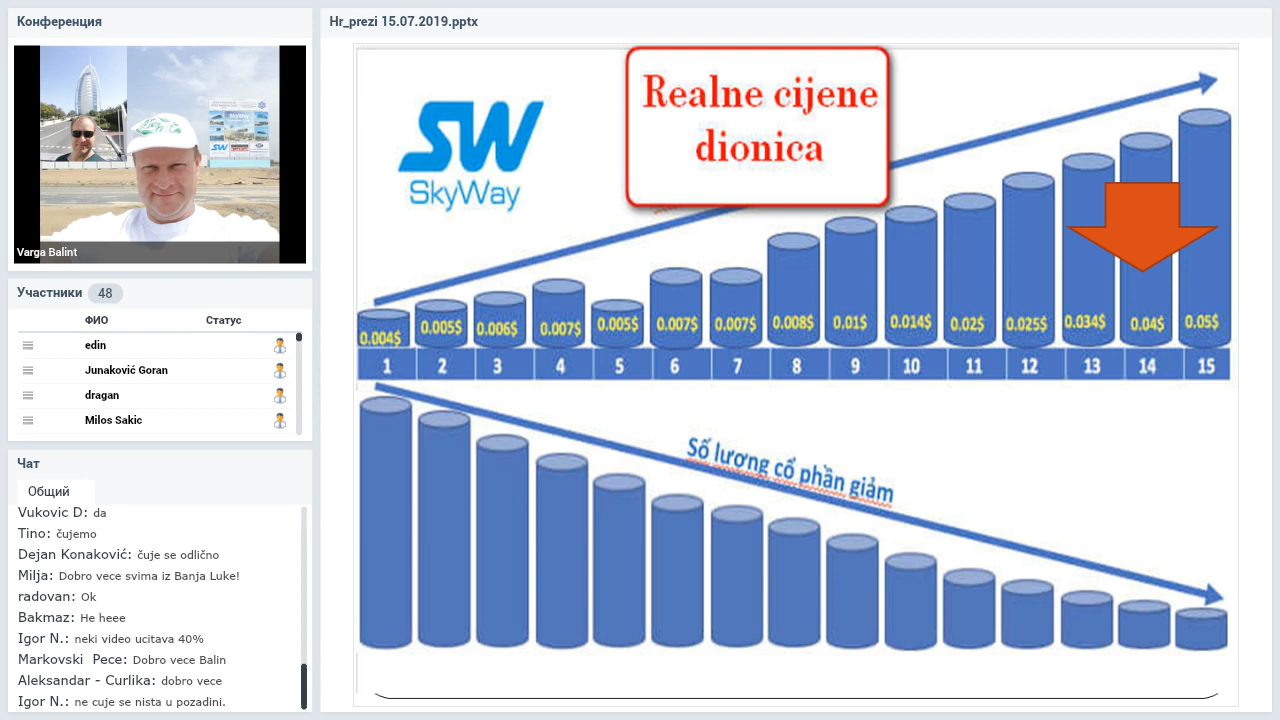 Конференция
Varga Balint
Участники 48
ФИО Статус
edin
Junaković Goran
dragan
Milos Sakic
Чат
Общий
Vukovic D: da
Tino: čujemo
Dejan Konaković: čuje se odlično
Milja: Dobro vece svima iz Banja Luke!
radovan: Ok
Bakmaz: He heee
Igor N.: neki video ucitava 40%
Markovski Pece: Dobro vece Balin
Aleksandar - Curlika: dobro vece
Igor N.: ne cuje se nista u pozadini.
Hr_prezi 15.07.2019.pptx
SW
SkyWay
Realne cijene
dionica
0.004$ 0.005$ 0.006$ 0.007$ 0.005$ 0.007$ 0.007$ 0.008$ 0.01$ 0.014$ 0.02$ 0.025$ 0.034$ 0.04$ 0.05$
1 2 3 4 5 6 7 8 9 10 11 12 13 14 15
Số lương cổ phần giảm